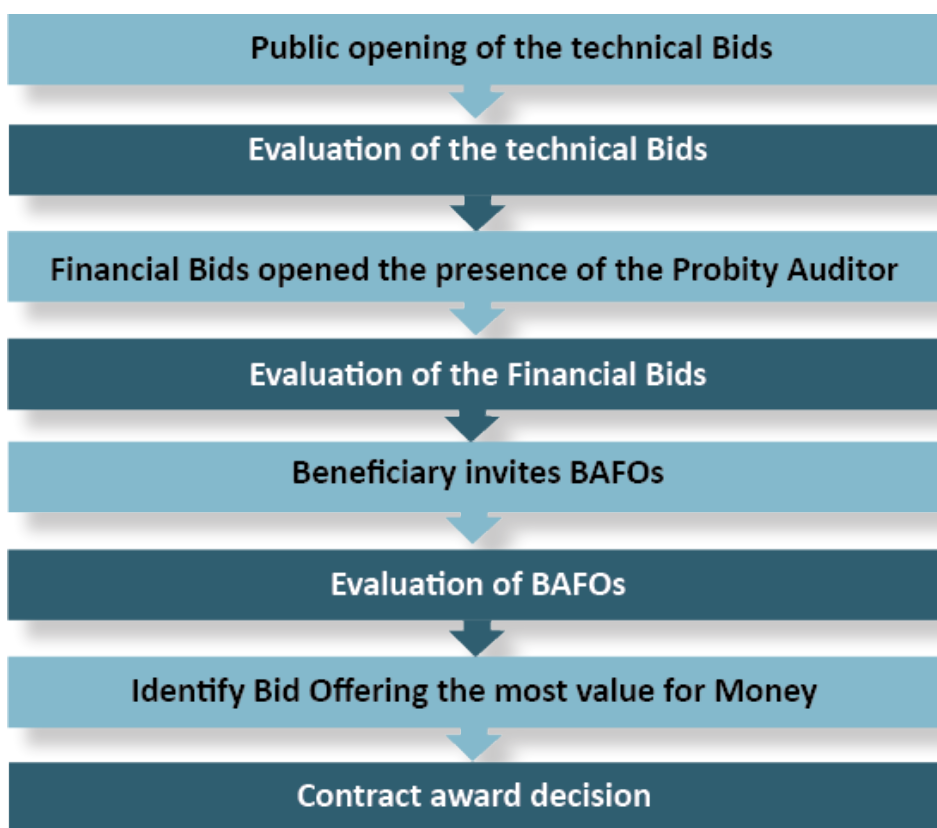 Public opening of the technical Bids
Evaluation of the technical Bids
Financial Bids opened the presence of the Probity Auditor
Evaluation of the Financial Bids
Beneficiary invites BAFOs
Evaluation of BAFOs
Identify Bid Offering the most value for Money
Contract award decision